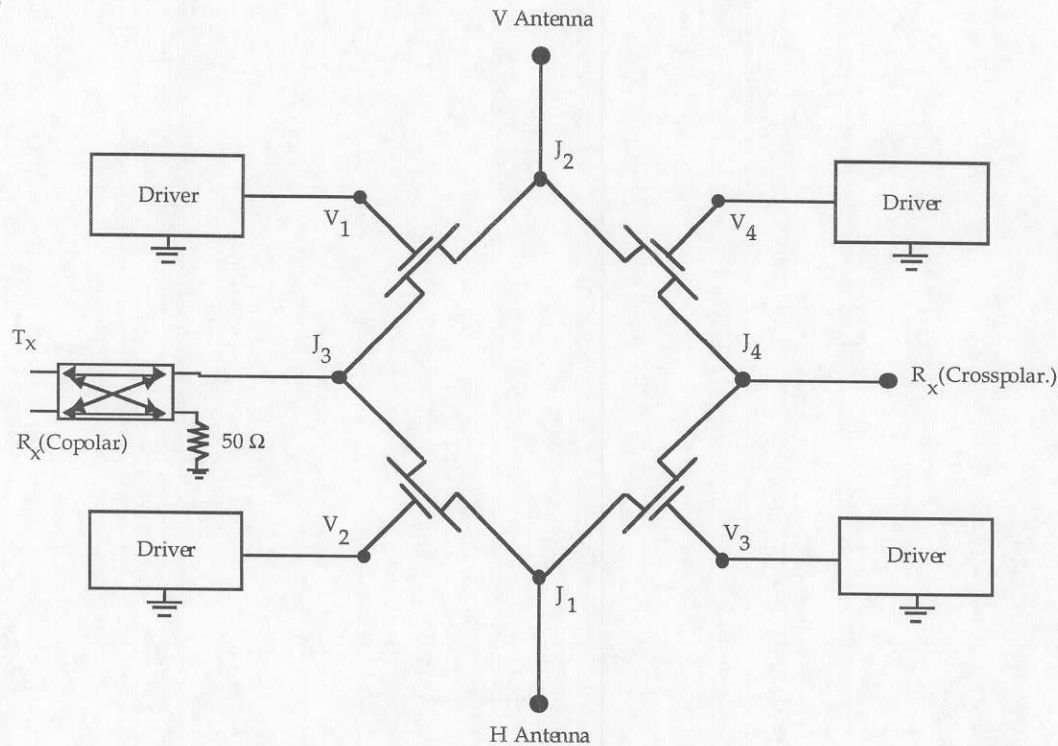 V Antenna
J2
Driver
Driver
V1
V4
TX
J3
J4
RX(Crosspolar.)
RX(Copolar)
50 Ω
V2
V3
Driver
Driver
J1
H Antenna